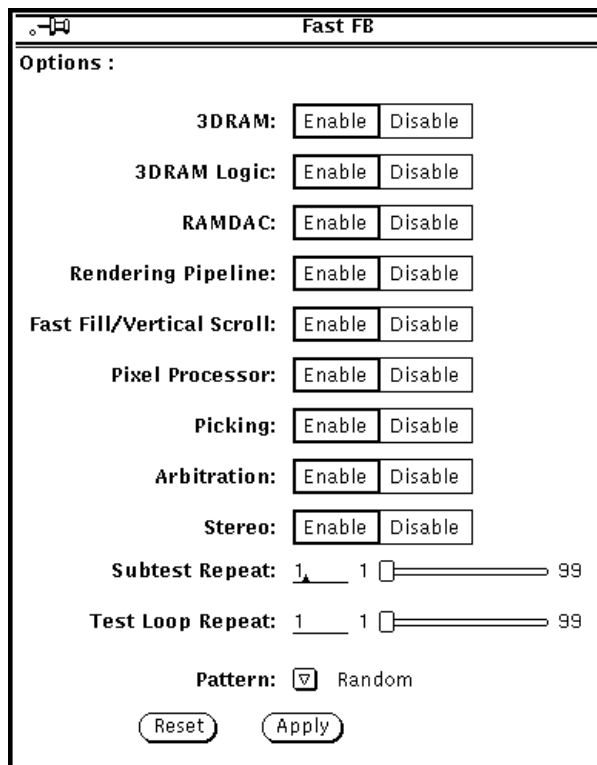 Fast FB
Options :
3DRAM: Enable Disable
3DRAM Logic: Enable Disable
RAMDAC: Enable Disable
Rendering Pipeline: Enable Disable
Fast Fill/Vertical Scroll: Enable Disable
Pixel Processor: Enable Disable
Picking: Enable Disable
Arbitration: Enable Disable
Stereo: Enable Disable
Subtest Repeat: 1 1 99
Test Loop Repeat: 1 1 99
Pattern: Random
Reset Apply